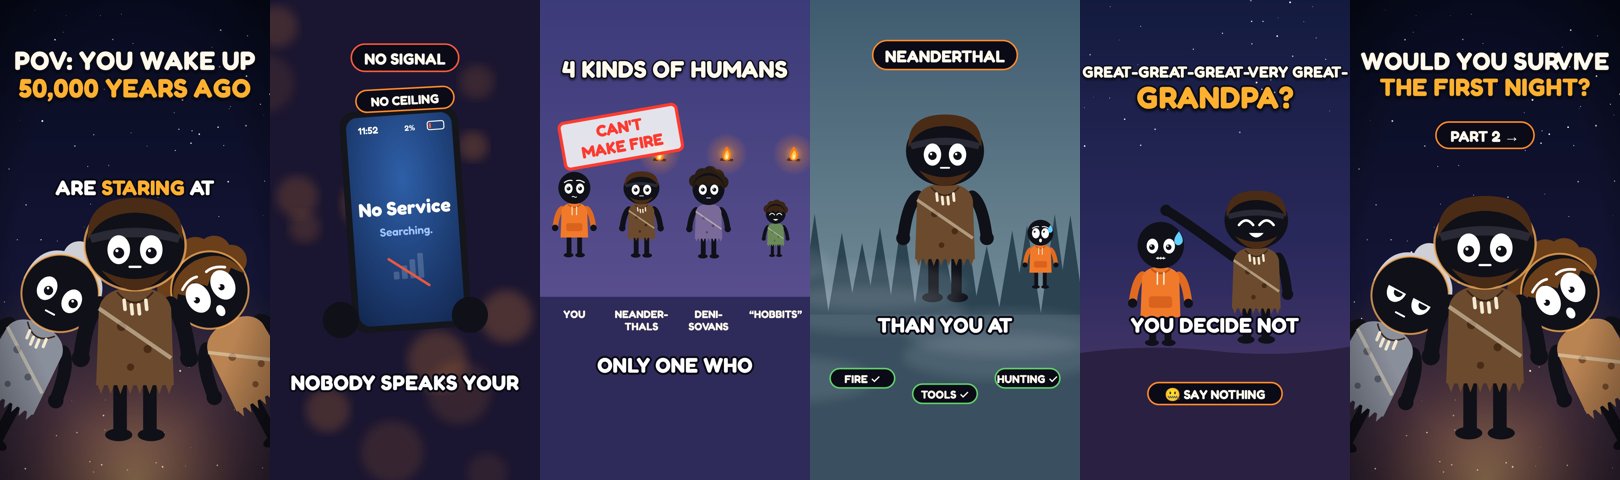 POV: YOU WAKE UP
50,000 YEARS AGO
ARE STARING AT
NO SIGNAL
NO CEILING
11:52 2%
No Service
Searching.
NOBODY SPEAKS YOUR
4 KINDS OF HUMANS
CAN'T
MAKE FIRE
YOU
NEANDER-
THALS
DENI-
SOVANS
“HOBBITS”
ONLY ONE WHO
NEANDERTHAL
THAN YOU AT
FIRE ✓
TOOLS ✓
HUNTING ✓
GREAT-GREAT-GREAT-VERY GREAT-
GRANDPA?
YOU DECIDE NOT
🤐 SAY NOTHING
WOULD YOU SURVIVE
THE FIRST NIGHT?
PART 2 →